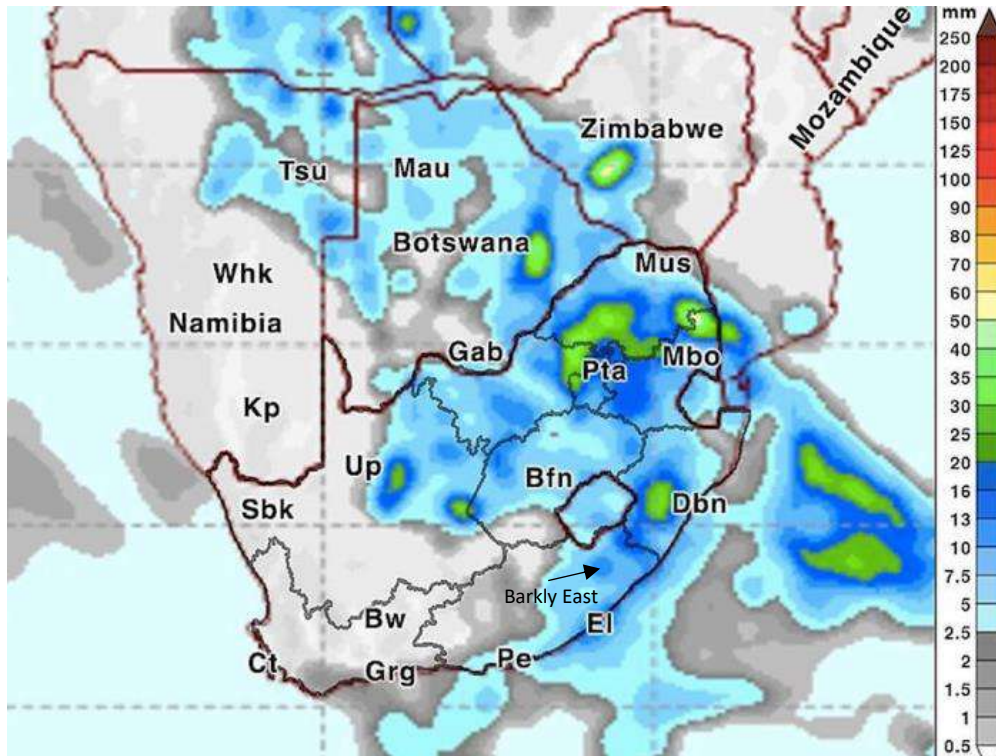 mm
250
200
175
150
125
100
90
80
70
60
50
40
35
30
25
20
16
13
10
7.5
5
2.5
2
1.5
1
0.5
Mozambique
Zimbabwe
Tsu
Mau
Botswana
Mus
Whk
Namibia
Gab
Mbo
Pta
Kp
Up
Bfn
Sbk
Dbn
Barkly East
El
Bw
Ct
Grg
Pe